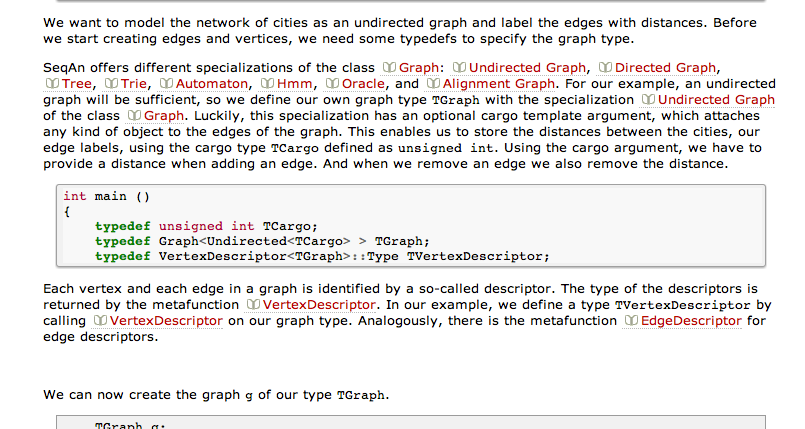 We want to model the network of cities as an undirected graph and label the edges with distances. Before
we start creating edges and vertices, we need some typedefs to specify the graph type.
SeqAn offers different specializations of the class Graph: Undirected Graph, Directed Graph,
Tree, Trie, Automaton, Hmm, Oracle, and Alignment Graph. For our example, an undirected
graph will be sufficient, so we define our own graph type TGraph with the specialization Undirected Graph
of the class Graph. Luckily, this specialization has an optional cargo template argument, which attaches
any kind of object to the edges of the graph. This enables us to store the distances between the cities, our
edge labels, using the cargo type TCargo defined as unsigned int. Using the cargo argument, we have to
provide a distance when adding an edge. And when we remove an edge we also remove the distance.
int main ()
{
    typedef unsigned int TCargo;
    typedef Graph<Undirected<TCargo> > TGraph;
    typedef VertexDescriptor<TGraph>::Type TVertexDescriptor;
Each vertex and each edge in a graph is identified by a so-called descriptor. The type of the descriptors is
returned by the metafunction VertexDescriptor. In our example, we define a type TVertexDescriptor by
calling VertexDescriptor on our graph type. Analogously, there is the metafunction EdgeDescriptor for
edge descriptors.
We can now create the graph g of our type TGraph.
    TGraph g;